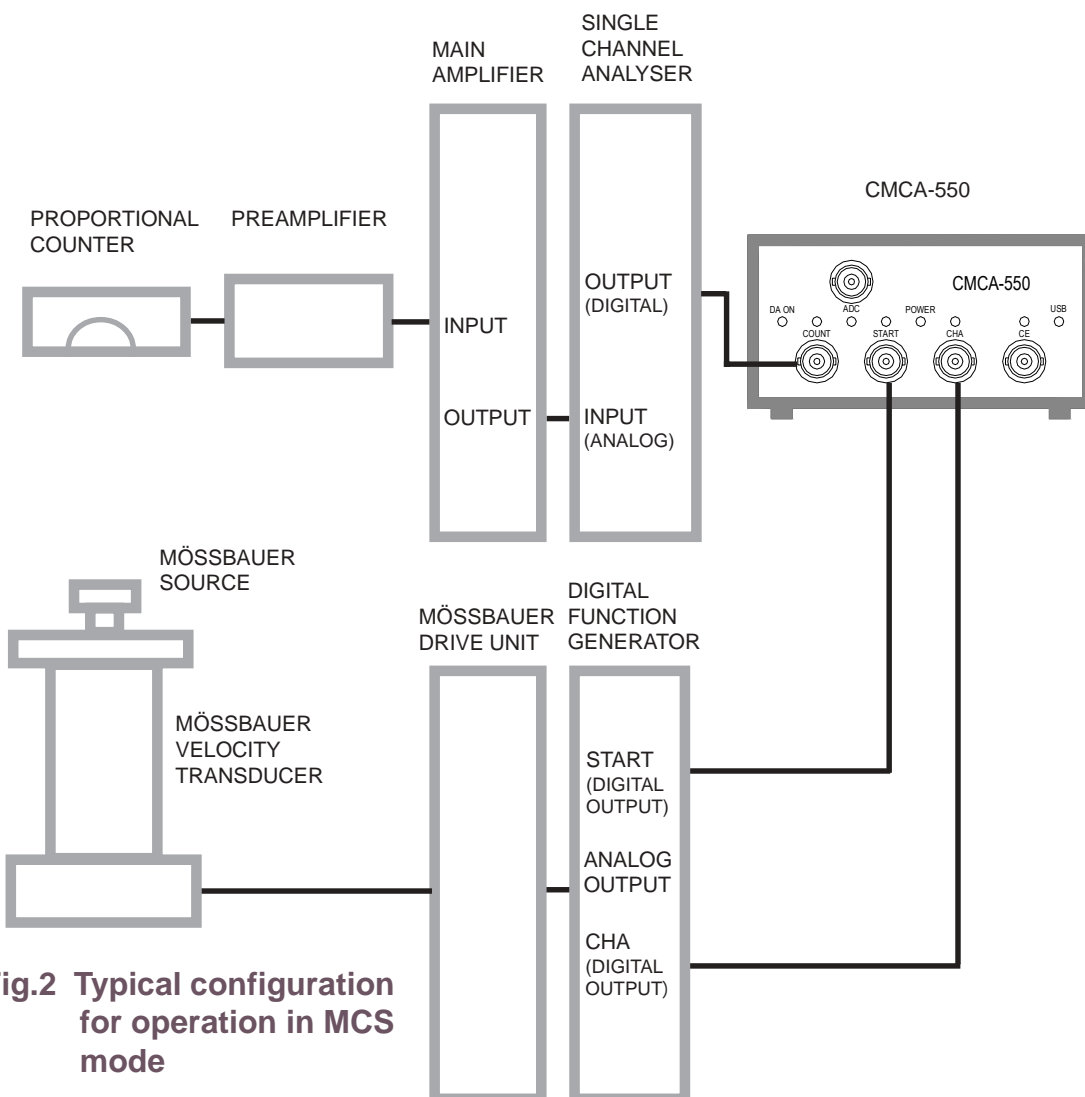 SINGLE
CHANNEL
ANALYSER
MAIN
AMPLIFIER
CMCA-550
PROPORTIONAL
COUNTER
PREAMPLIFIER
INPUT
OUTPUT
OUTPUT
(DIGITAL)
INPUT
(ANALOG)
CMCA-550
DA ON
ADC
POWER
USB
COUNT
START
CHA
CE
MÖSSBAUER
SOURCE
MÖSSBAUER
VELOCITY
TRANSDUCER
MÖSSBAUER
DRIVE UNIT
DIGITAL
FUNCTION
GENERATOR
START
(DIGITAL
OUTPUT)
ANALOG
OUTPUT
CHA
(DIGITAL
OUTPUT)
ig.2 Typical configuration
for operation in MCS
mode